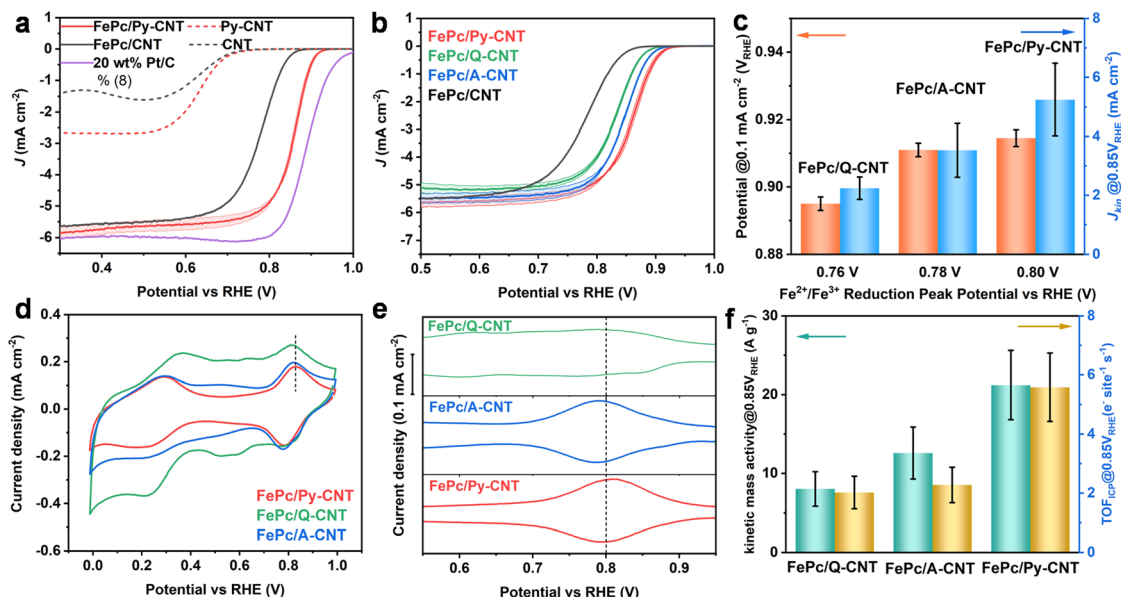 a
FePc/Py-CNT Py-CNT
FePc/CNT CNT
20 wt% Pt/C
% (8)
J (mA cm⁻²)
1
0
-1
-2
-3
-4
-5
-6
0.4 0.6 0.8 1.0
Potential vs RHE (V)
b
FePc/Py-CNT
FePc/Q-CNT
FePc/A-CNT
FePc/CNT
J (mA cm⁻²)
2
1
0
-1
-2
-3
-4
-5
-6
-7
0.5 0.6 0.7 0.8 0.9 1.0
Potential vs RHE (V)
c
FePc/Py-CNT
FePc/A-CNT
FePc/Q-CNT
Potential @0.1 mA cm⁻² (V_RHE)
0.94
0.92
0.90
0.88
8
6
4
2
0
J_kin @0.85V_RHE (mA cm⁻²)
0.76 V 0.78 V 0.80 V
Fe²⁺/Fe³⁺ Reduction Peak Potential vs RHE (V)
d
Current density (mA cm⁻²)
0.4
0.2
0.0
-0.2
-0.4
-0.6
FePc/Py-CNT
FePc/Q-CNT
FePc/A-CNT
0.0 0.2 0.4 0.6 0.8 1.0
Potential vs RHE (V)
e
Current density (0.1 mA cm⁻²)
FePc/Q-CNT
FePc/A-CNT
FePc/Py-CNT
0.6 0.7 0.8 0.9
Potential vs RHE (V)
f
kinetic mass activity@0.85V_RHE (A g⁻¹)
30
20
10
0
8
6
4
2
0
TOF_ICP@0.85V_RHE(e⁻ site⁻¹ s⁻¹)
FePc/Q-CNT FePc/A-CNT FePc/Py-CNT